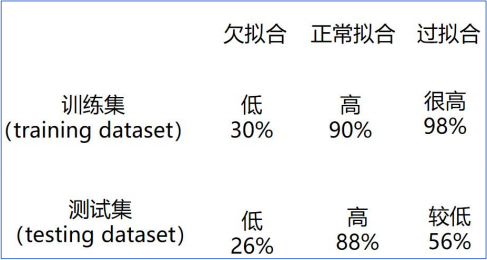 欠拟合 正常拟合 过拟合
训练集 低 高 很高
(training dataset) 30% 90% 98%
测试集 低 高 较低
(testing dataset) 26% 88% 56%